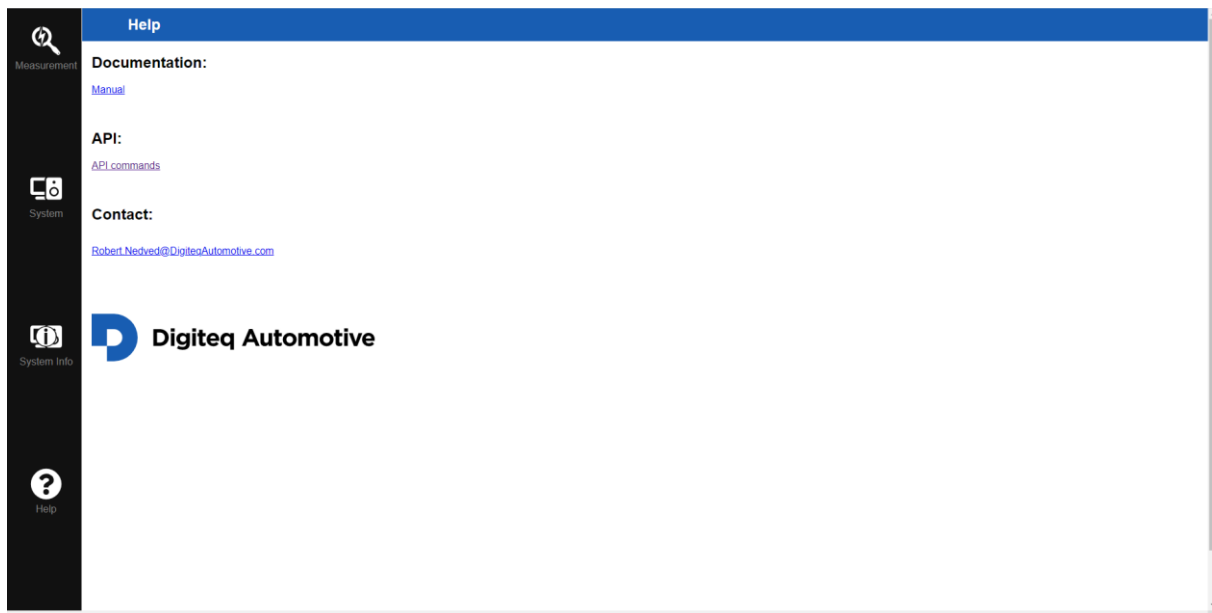 Help
Measurement
Documentation:
Manual
API:
API commands
System
Contact:
Robert.Nedved@DigiteqAutomotive.com
Digiteq Automotive
System Info
Help